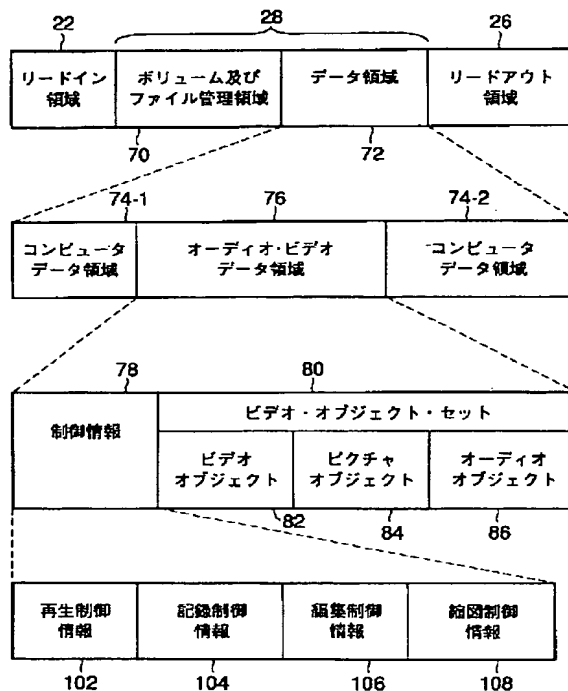 22 28 26
リードイン 領域
ボリューム及び ファイル管理領域
データ領域
リードアウト 領域
70 72
74-1 76 74-2
コンピュータ データ領域
オーディオ・ビデオ データ領域
コンピュータ データ領域
78 80
制御情報
ビデオ・オブジェクト・セット
ビデオ オブジェクト
ピクチャ オブジェクト
オーディオ オブジェクト
82 84 86
再生制御 情報
記録制御 情報
編集制御 情報
縮図制御 情報
102 104 106 108